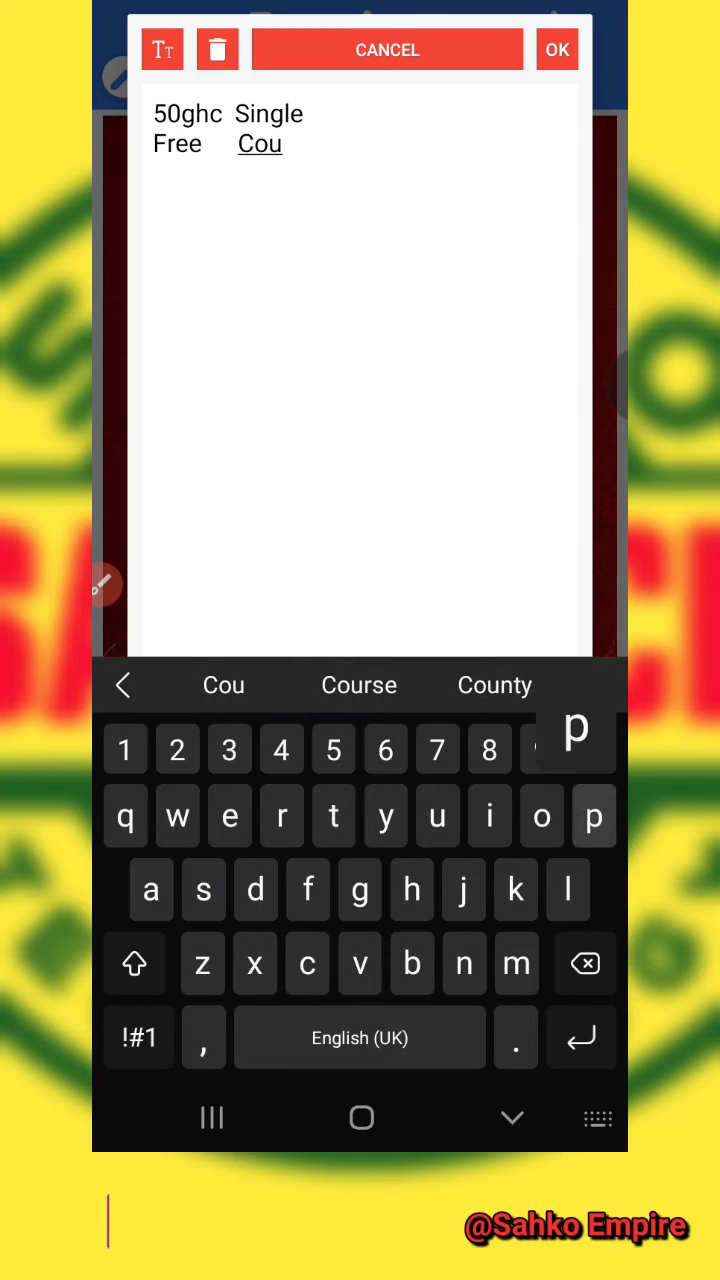 CANCEL
OK
50ghc Single
Free Cou
Cou Course County
p
1 2 3 4 5 6 7 8
q w e r t y u i o p
a s d f g h j k l
z x c v b n m
!#1 , English (UK) .
@Sahko Empire